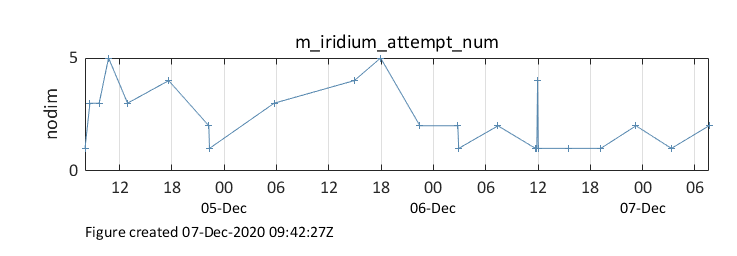 m_iridium_attempt_num
5
nodim
0
12 18 00 06 12 18 00 06 12 18 00 06
05-Dec 06-Dec 07-Dec
Figure created 07-Dec-2020 09:42:27Z